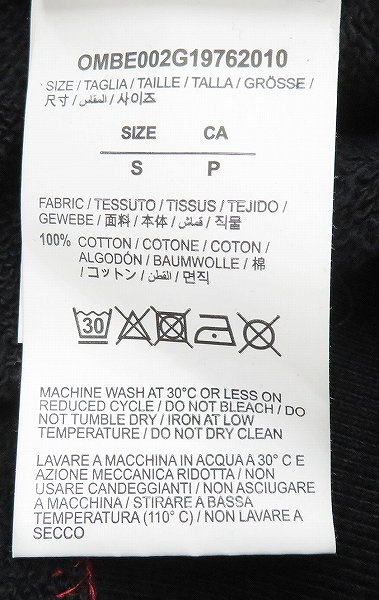 OMBE002G19762010
SIZE / TAGLIA / TAILLE / TALLA / GRÖSSE /
尺寸 / المقاس / 사이즈
SIZE CA
S P
FABRIC / TESSUTO / TISSUS / TEJIDO /
GEWEBE / 面料 / 本体 / قماش / 직물
100% COTTON / COTONE / COTON /
ALGODÓN / BAUMWOLLE / 棉
/ コットン / القطن / 면직
30
MACHINE WASH AT 30°C OR LESS ON
REDUCED CYCLE / DO NOT BLEACH / DO
NOT TUMBLE DRY / IRON AT LOW
TEMPERATURE / DO NOT DRY CLEAN
LAVARE A MACCHINA IN ACQUA A 30° C E
AZIONE MECCANICA RIDOTTA / NON
USARE CANDEGGIANTI / NON ASCIUGARE
A MACCHINA / STIRARE A BASSA
TEMPERATURA (110° C) / NON LAVARE A
SECCO